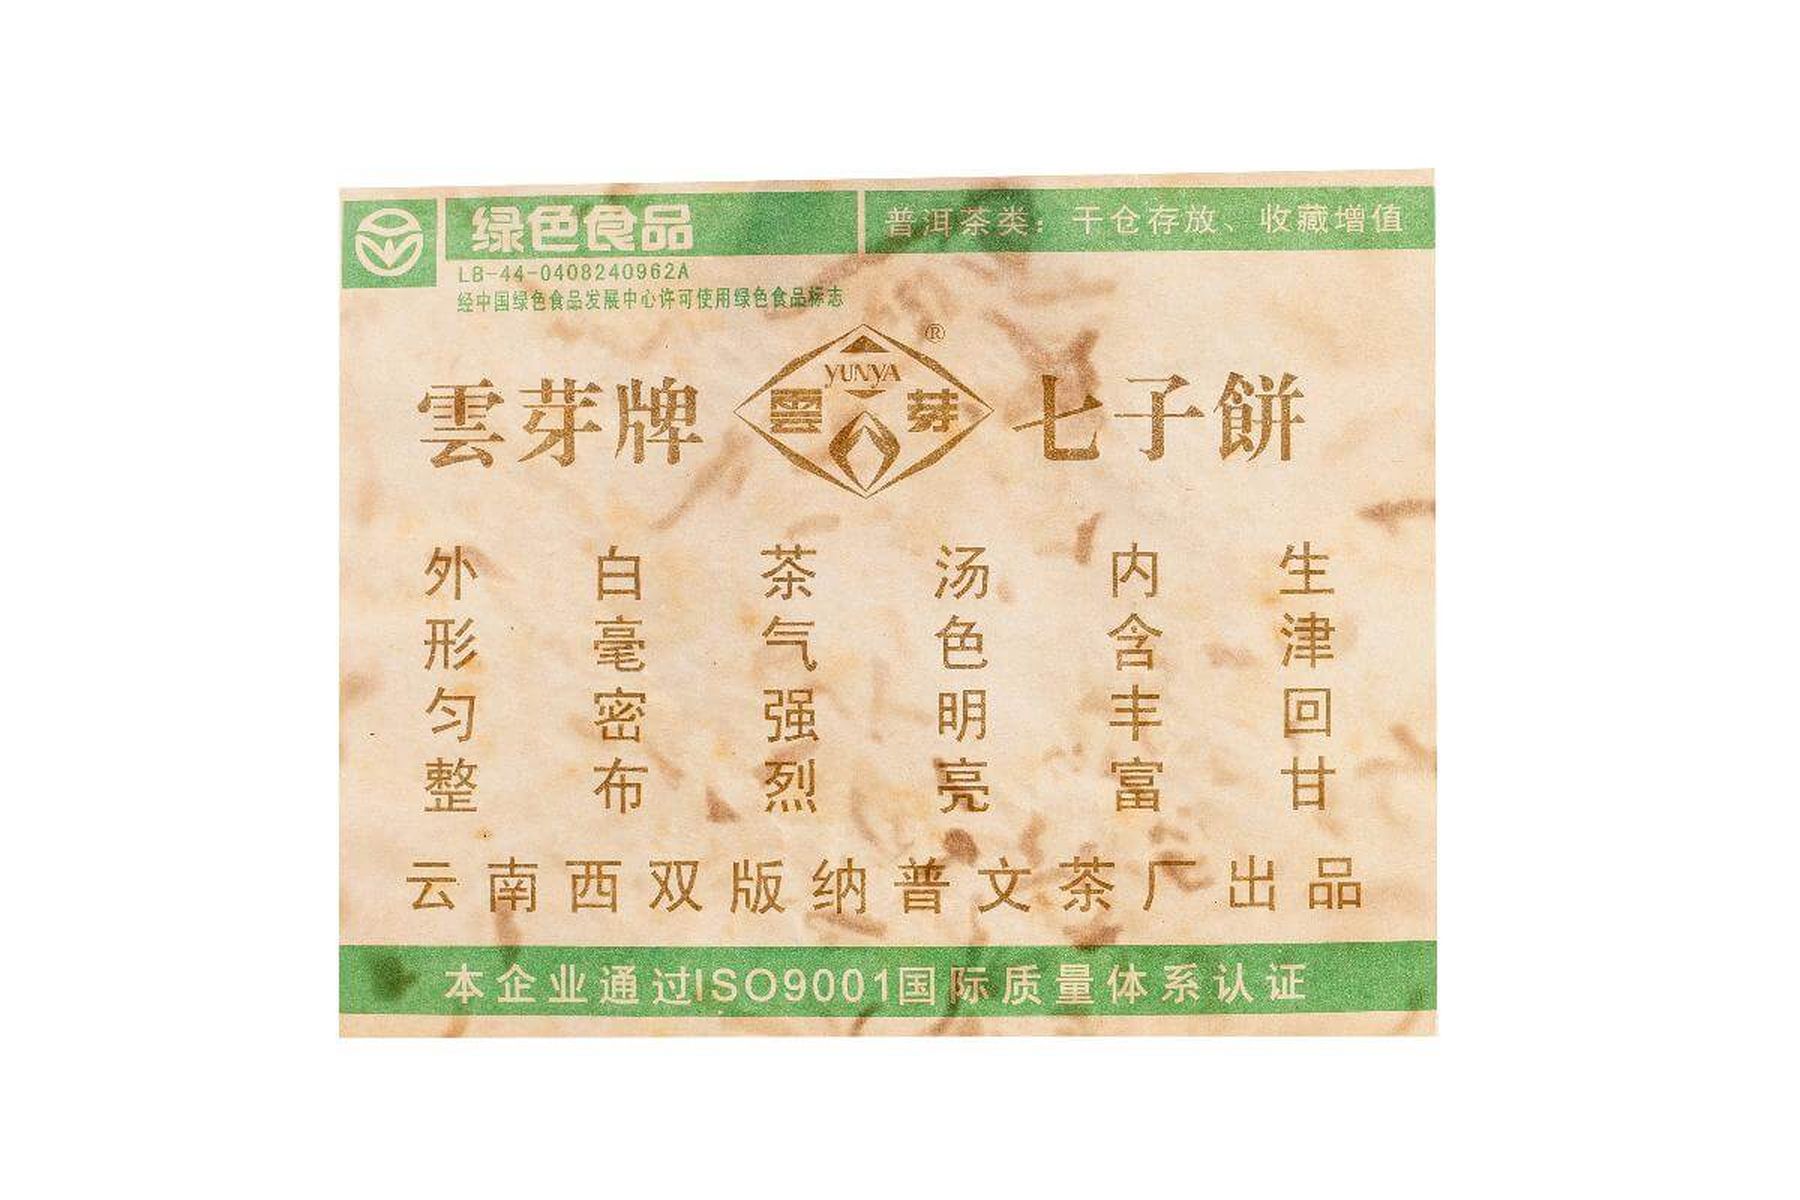 绿色食品
普洱茶类：干仓存放、收藏增值
LB-44-0408240962A
经中国绿色食品发展中心许可使用绿色食品标志
雲芽牌
YUNYA
®
雲芽
七子餅
外形匀整
白毫密布
茶气强烈
汤色明亮
内含丰富
生津回甘
云南西双版纳普文茶厂出品
本企业通过ISO9001国际质量体系认证